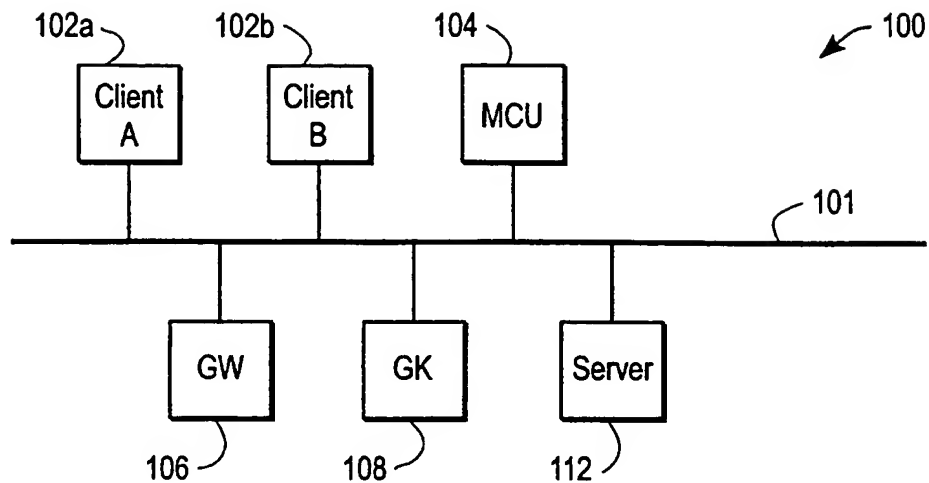 102a
102b
104
100
Client
A
Client
B
MCU
101
GW
GK
Server
106
108
112